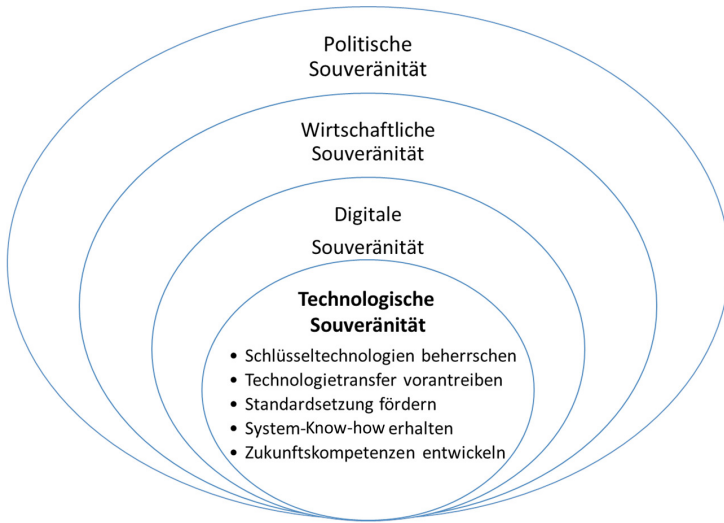 Politische
Souveränität
Wirtschaftliche
Souveränität
Digitale
Souveränität
Technologische
Souveränität
• Schlüsseltechnologien beherrschen
• Technologietransfer vorantreiben
• Standardsetzung fördern
• System-Know-how erhalten
• Zukunftskompetenzen entwickeln